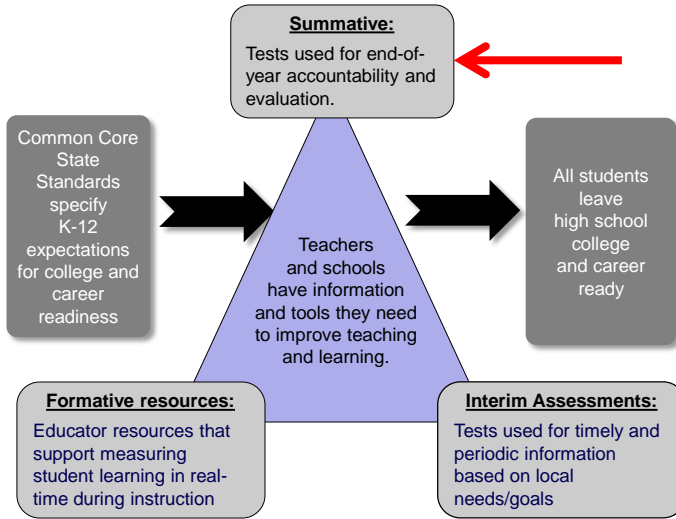 Summative:
Tests used for end-of-
year accountability and
evaluation.
Common Core
State
Standards
specify
K-12
expectations
for college and
career
readiness
Teachers
and schools
have information
and tools they need
to improve teaching
and learning.
All students
leave
high school
college
and career
ready
Formative resources:
Educator resources that
support measuring
student learning in real-
time during instruction
Interim Assessments:
Tests used for timely and
periodic information
based on local
needs/goals